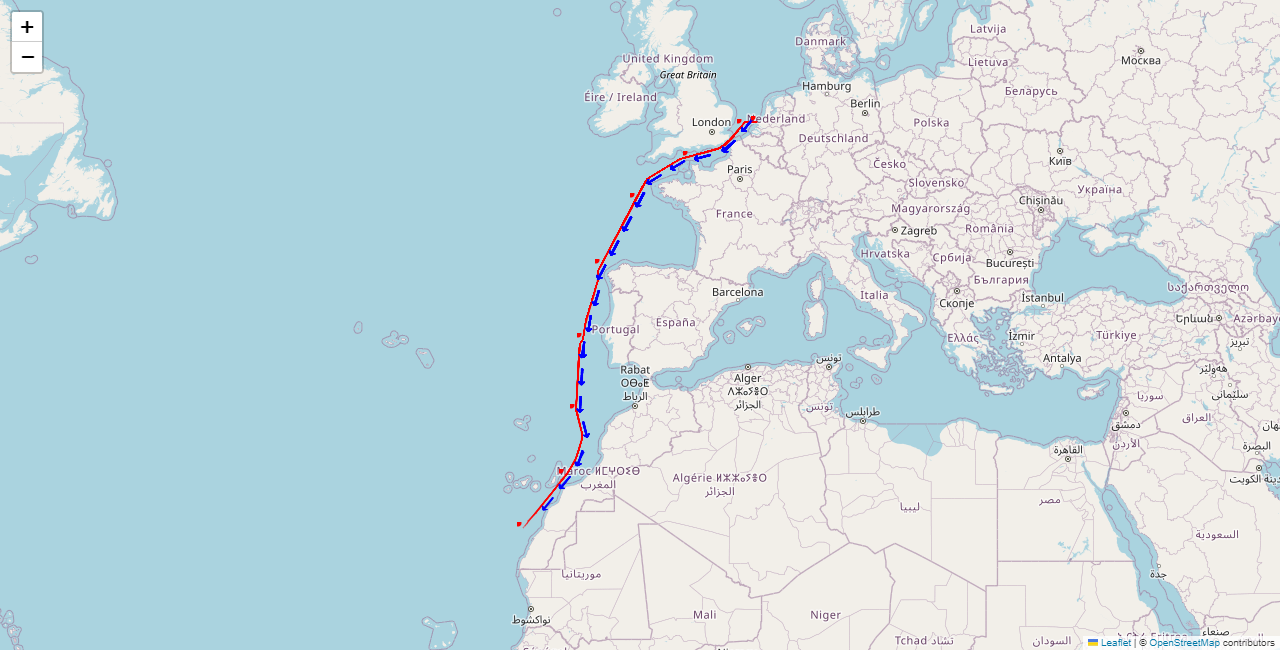 +
−
Latvija
Danmark
United Kingdom
Москва
Lietuva
Great Britain
Hamburg
Беларусь
Éire / Ireland
Berlin
London
Nederland
Polska
Deutschland
Київ
Česko
Paris
Slovensko
Україна
Chișinău
Magyarország
France
România
Zagreb
Hrvatska
Србија
București
България
Barcelona
Italia
İstanbul
Скопје
საქართველო
España
Portugal
Ελλάς
İzmir
Türkiye
Երևան
Azərbay
تبریز
تونس
Antalya
Rabat
ⵔⴱⴰⵟ
الرباط
Alger
الجزائر
تونس
طرابلس
سوريا
دمشق
العراق
سلێمانی
هەولێر
الأردن
البصرة
القاهرة
Maroc ⵍⵎⵖⵔⵉⴱ
المغرب
Algérie ⵍⵣⵣⴰⵢⴻⵔ
الجزائر
ليبيا
مصر
السعودية
جدة
موريتانيا
نواكشوط
Mali
Niger
Tchad تشاد
السودان
صنعاء
Leaflet | © OpenStreetMap contributors